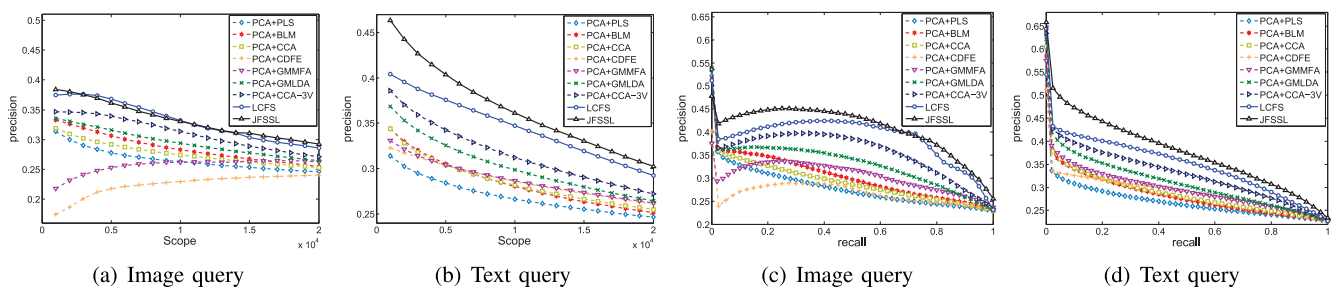 0.5
0.45
0.4
0.35
0.3
0.25
0.2
precision
0
0.5
1
1.5
2
Scope
x 10^4
PCA+PLS
PCA+BLM
PCA+CCA
PCA+CDFE
PCA+GMMFA
PCA+GMLDA
PCA+CCA-3V
LCFS
JFSSL
(a) Image query
0.45
0.4
0.35
0.3
0.25
precision
0
0.5
1
1.5
2
Scope
x 10^4
PCA+PLS
PCA+BLM
PCA+CCA
PCA+CDFE
PCA+GMMFA
PCA+GMLDA
PCA+CCA-3V
LCFS
JFSSL
(b) Text query
0.65
0.6
0.55
0.5
0.45
0.4
0.35
0.3
0.25
0.2
precision
0
0.2
0.4
0.6
0.8
1
recall
PCA+PLS
PCA+BLM
PCA+CCA
PCA+CDFE
PCA+GMMFA
PCA+GMLDA
PCA+CCA-3V
LCFS
JFSSL
(c) Image query
0.65
0.6
0.55
0.5
0.45
0.4
0.35
0.3
0.25
precision
0
0.2
0.4
0.6
0.8
1
recall
PCA+PLS
PCA+BLM
PCA+CCA
PCA+CDFE
PCA+GMMFA
PCA+GMLDA
PCA+CCA-3V
LCFS
JFSSL
(d) Text query